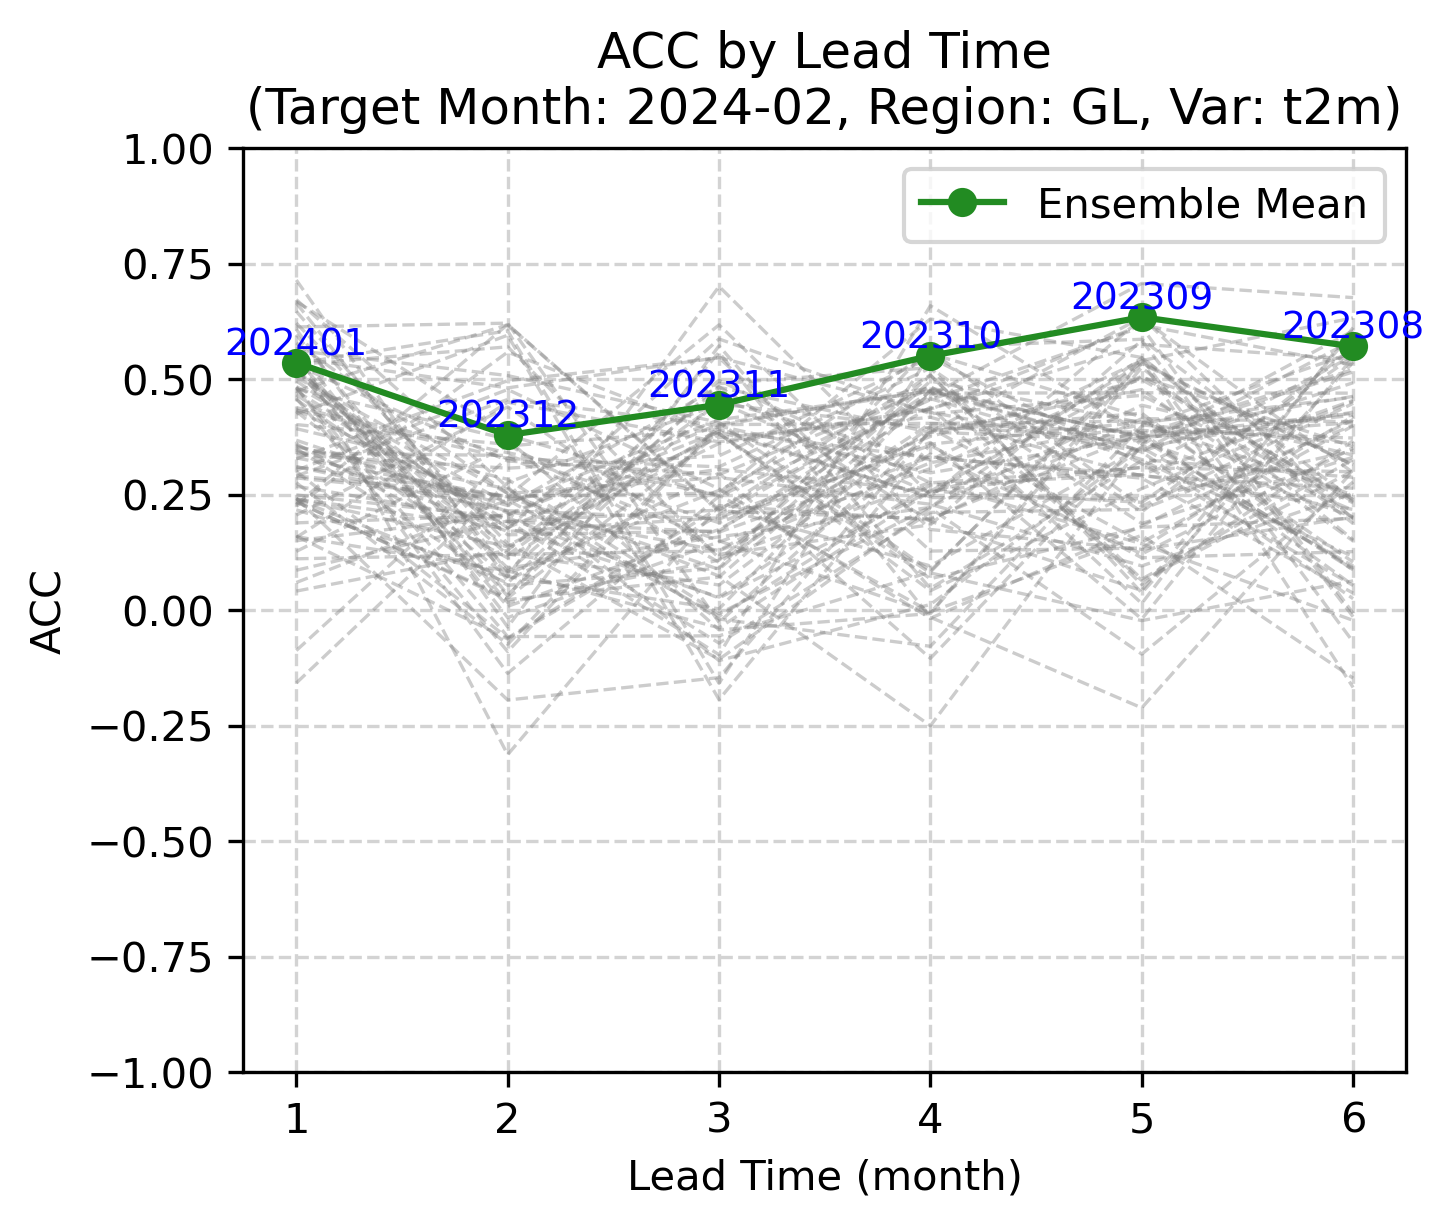 ACC by Lead Time
(Target Month: 2024-02, Region: GL, Var: t2m)
Ensemble Mean
1.00
0.75
0.50
0.25
0.00
−0.25
−0.50
−0.75
−1.00
ACC
202401
202312
202311
202310
202309
202308
1 2 3 4 5 6
Lead Time (month)